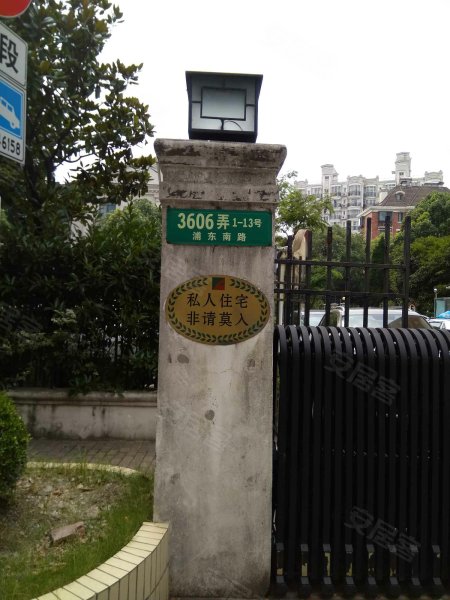 段
6158
3606弄 1-13号
浦东南路
私人住宅
非请莫入
安居客
安居客